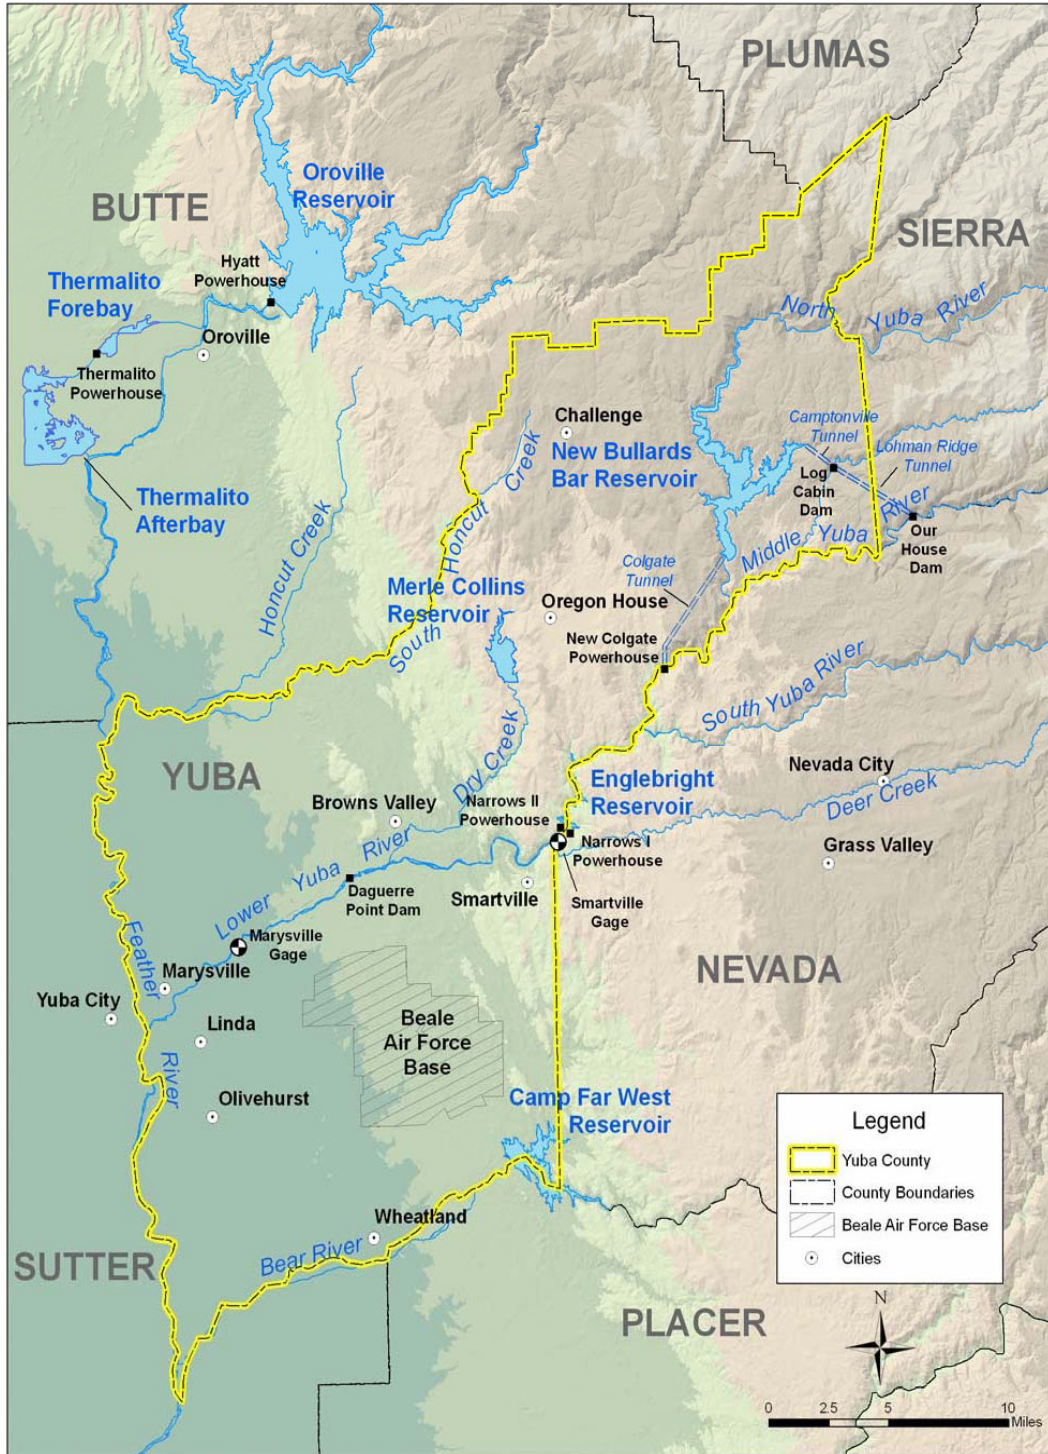 PLUMAS
Oroville
Reservoir
BUTTE
SIERRA
Hyatt
Powerhouse
Thermalito
Forebay
North Yuba River
Oroville
Thermalito
Powerhouse
Challenge
Camptonville
Tunnel
New Bullards
Bar Reservoir
Lohman Ridge
Tunnel
Log
Cabin
Dam
Thermalito
Afterbay
Our
House
Dam
Middle Yuba River
Honcut Creek
South Honcut Creek
Colgate
Tunnel
Merle Collins
Reservoir
Oregon House
New Colgate
Powerhouse
South Yuba River
YUBA
Dry Creek
Nevada City
Englebright
Reservoir
Deer Creek
Browns Valley
Narrows II
Powerhouse
Narrows I
Powerhouse
Grass Valley
Lower Yuba River
Daguerre
Point Dam
Smartville
Smartville
Gage
Marysville
Gage
Feather River
Marysville
NEVADA
Yuba City
Linda
Beale
Air Force
Base
Olivehurst
Camp Far West
Reservoir
Legend
Yuba County
County Boundaries
Beale Air Force Base
Cities
Wheatland
Bear River
SUTTER
PLACER
N
0 2.5 5 10
Miles